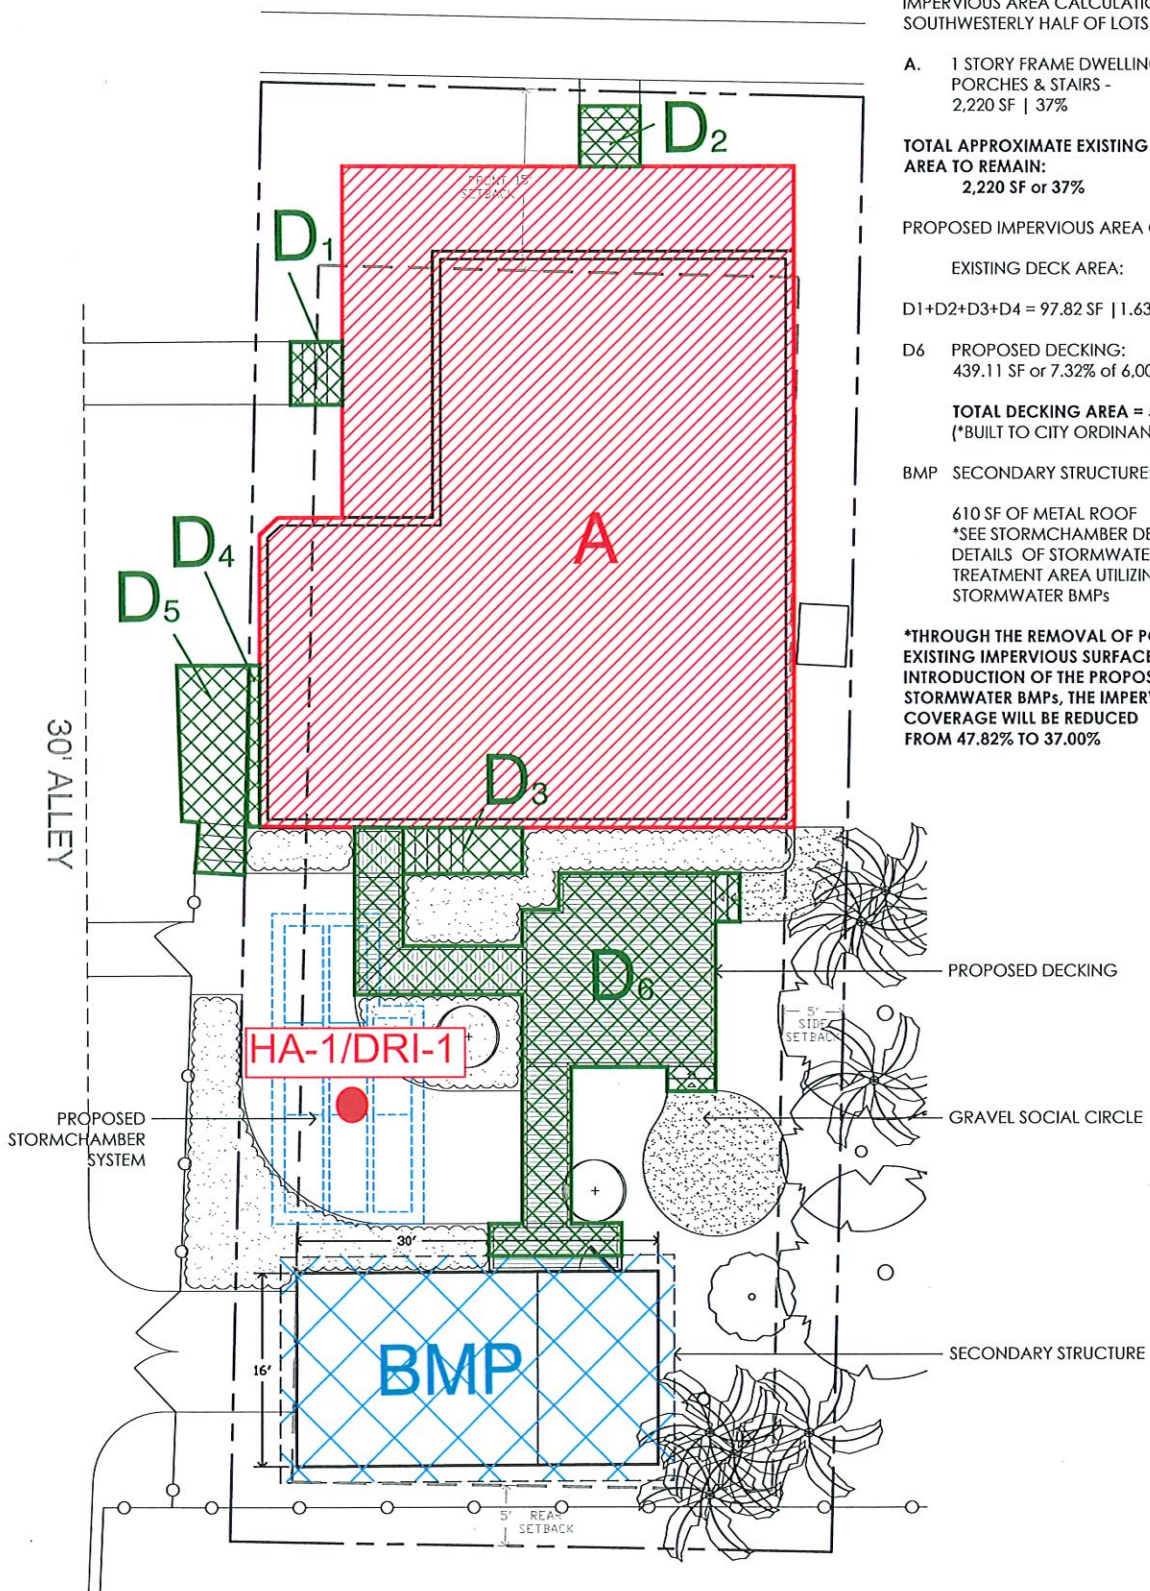 IMPERVIOUS AREA CALCULATIO
SOUTHWESTERLY HALF OF LOTS
A. 1 STORY FRAME DWELLING
PORCHES & STAIRS -
2,220 SF | 37%
TOTAL APPROXIMATE EXISTING
AREA TO REMAIN:
2,220 SF or 37%
PROPOSED IMPERVIOUS AREA
EXISTING DECK AREA:
D1+D2+D3+D4 = 97.82 SF | 1.63
D6 PROPOSED DECKING:
439.11 SF or 7.32% of 6,00
TOTAL DECKING AREA =
(*BUILT TO CITY ORDINAN
BMP SECONDARY STRUCTURE:
610 SF OF METAL ROOF
*SEE STORMCHAMBER DE
DETAILS OF STORMWATE
TREATMENT AREA UTILIZIN
STORMWATER BMPs
*THROUGH THE REMOVAL OF PO
EXISTING IMPERVIOUS SURFACE
INTRODUCTION OF THE PROPOS
STORMWATER BMPs, THE IMPERV
COVERAGE WILL BE REDUCED
FROM 47.82% TO 37.00%
D2
FRONT 15'
SETBACK
D1
A
D4
D5
30' ALLEY
D3
D6
PROPOSED DECKING
5'
SIDE
SETBACK
HA-1/DRI-1
PROPOSED
STORMCHAMBER
SYSTEM
GRAVEL SOCIAL CIRCLE
30'
16'
BMP
SECONDARY STRUCTURE
5' REAR
SETBACK